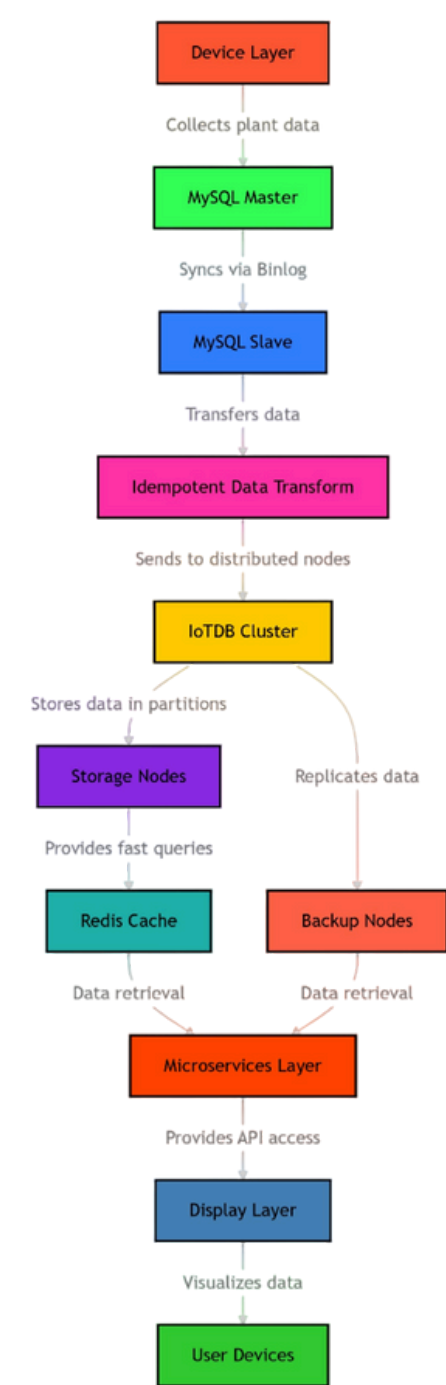 Device Layer
Collects plant data
MySQL Master
Syncs via Binlog
MySQL Slave
Transfers data
Idempotent Data Transform
Sends to distributed nodes
IoTDB Cluster
Stores data in partitions
Storage Nodes
Replicates data
Provides fast queries
Redis Cache
Backup Nodes
Data retrieval
Data retrieval
Microservices Layer
Provides API access
Display Layer
Visualizes data
User Devices